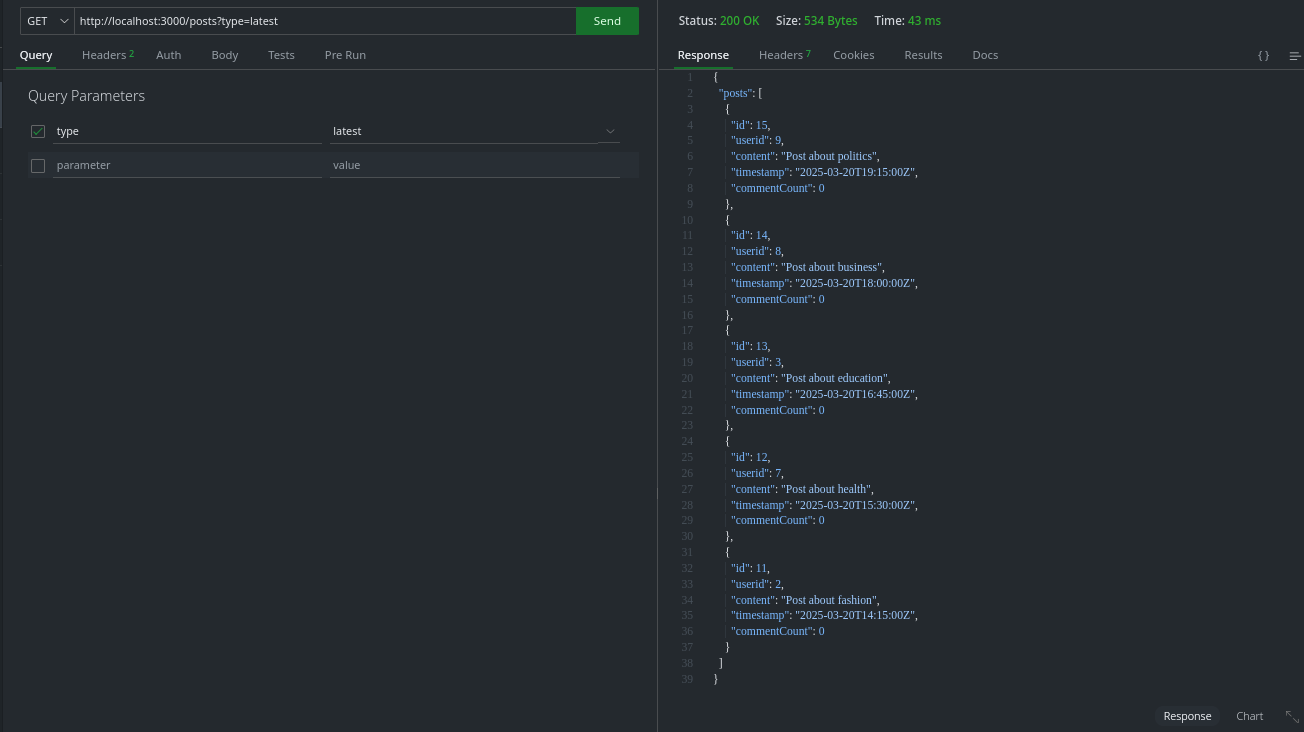 GET http://localhost:3000/posts?type=latest Send
Query Headers 2 Auth Body Tests Pre Run
Query Parameters
type latest
parameter value
Status: 200 OK Size: 534 Bytes Time: 43 ms
Response Headers 7 Cookies Results Docs { }
1 {
2 "posts": [
3 {
4 "id": 15,
5 "userid": 9,
6 "content": "Post about politics",
7 "timestamp": "2025-03-20T19:15:00Z",
8 "commentCount": 0
9 },
10 {
11 "id": 14,
12 "userid": 8,
13 "content": "Post about business",
14 "timestamp": "2025-03-20T18:00:00Z",
15 "commentCount": 0
16 },
17 {
18 "id": 13,
19 "userid": 3,
20 "content": "Post about education",
21 "timestamp": "2025-03-20T16:45:00Z",
22 "commentCount": 0
23 },
24 {
25 "id": 12,
26 "userid": 7,
27 "content": "Post about health",
28 "timestamp": "2025-03-20T15:30:00Z",
29 "commentCount": 0
30 },
31 {
32 "id": 11,
33 "userid": 2,
34 "content": "Post about fashion",
35 "timestamp": "2025-03-20T14:15:00Z",
36 "commentCount": 0
37 }
38 ]
39 }
Response Chart